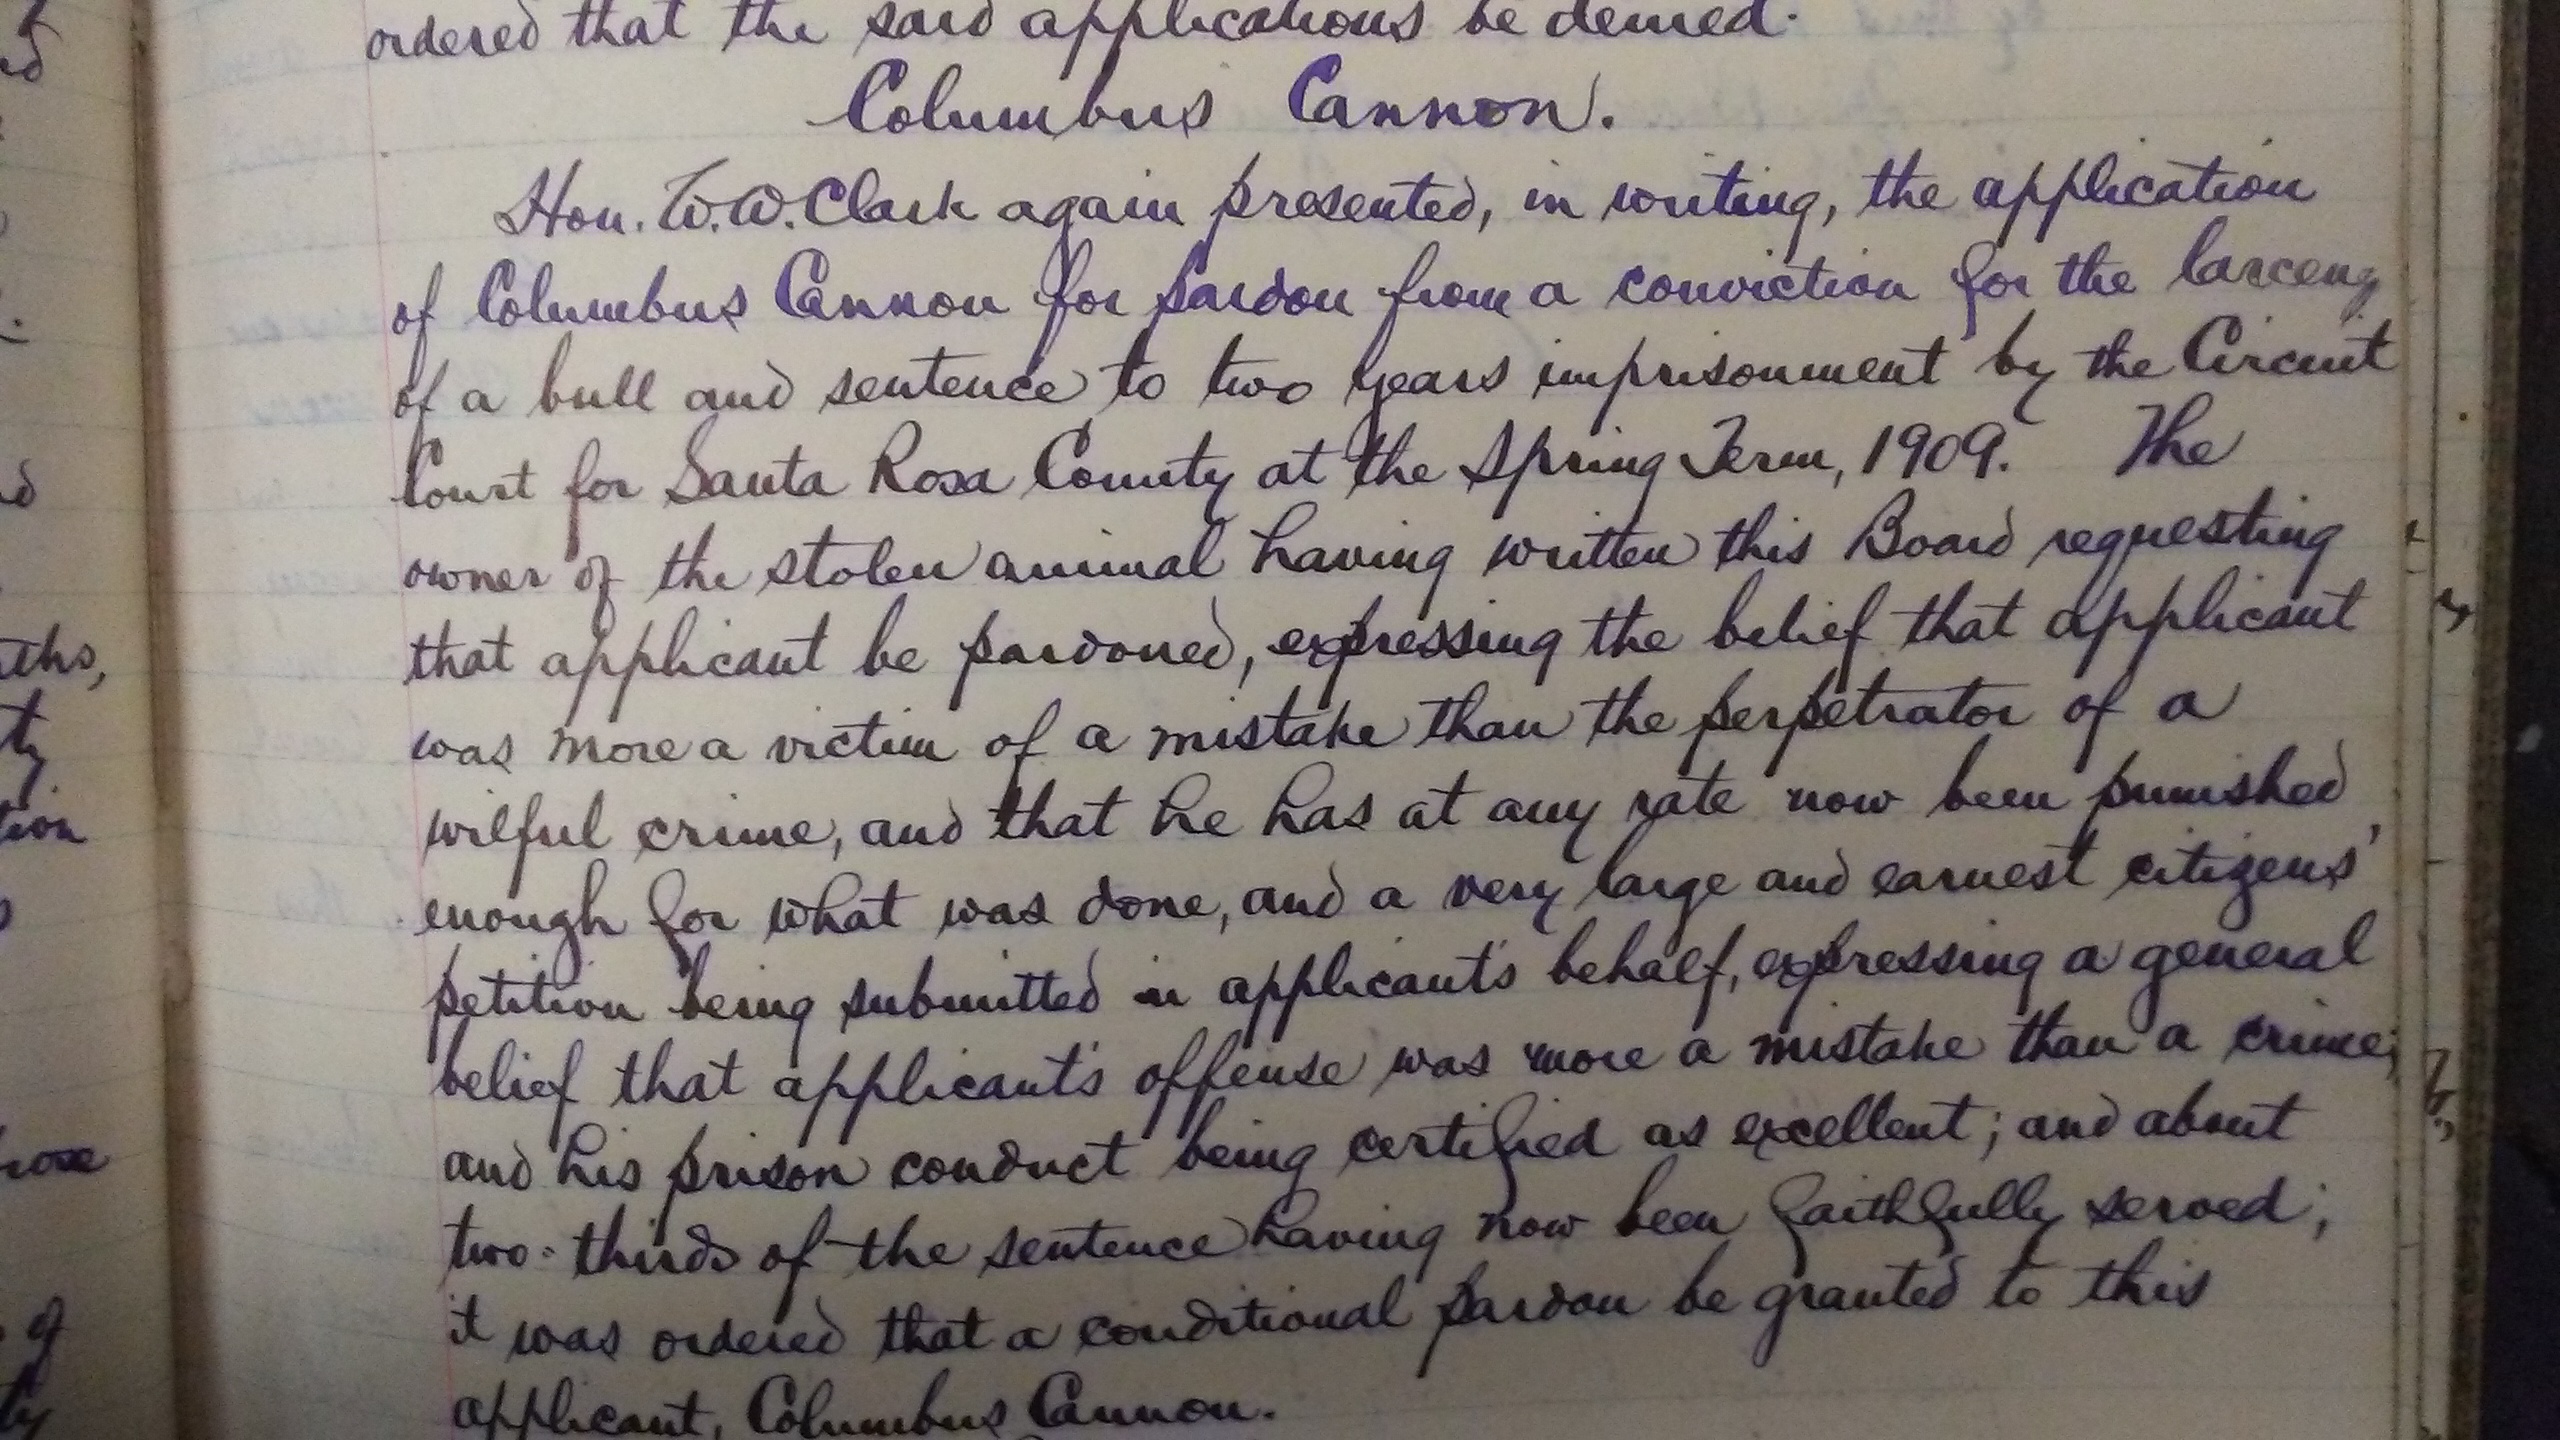 ordered that the said applications be denied.
Columbus Cannon.
Hon. W.W. Clark again presented, in writing, the application
of Columbus Cannon for pardon from a conviction for the larceny
of a bull and sentence to two years imprisonment by the Circuit
Court for Santa Rosa County at the Spring Term, 1909. The
owner of the stolen animal having written this Board requesting
that applicant be pardoned, expressing the belief that applicant
was more a victim of a mistake than the perpetrator of a
wilful crime, and that he has at any rate now been punished
enough for what was done, and a very large and earnest citizens'
petition being submitted in applicant's behalf, expressing a general
belief that applicant's offense was more a mistake than a crime;
and his prison conduct being certified as excellent; and about
two-thirds of the sentence having now been faithfully served;
it was ordered that a conditional pardon be granted to this
applicant, Columbus Cannon.